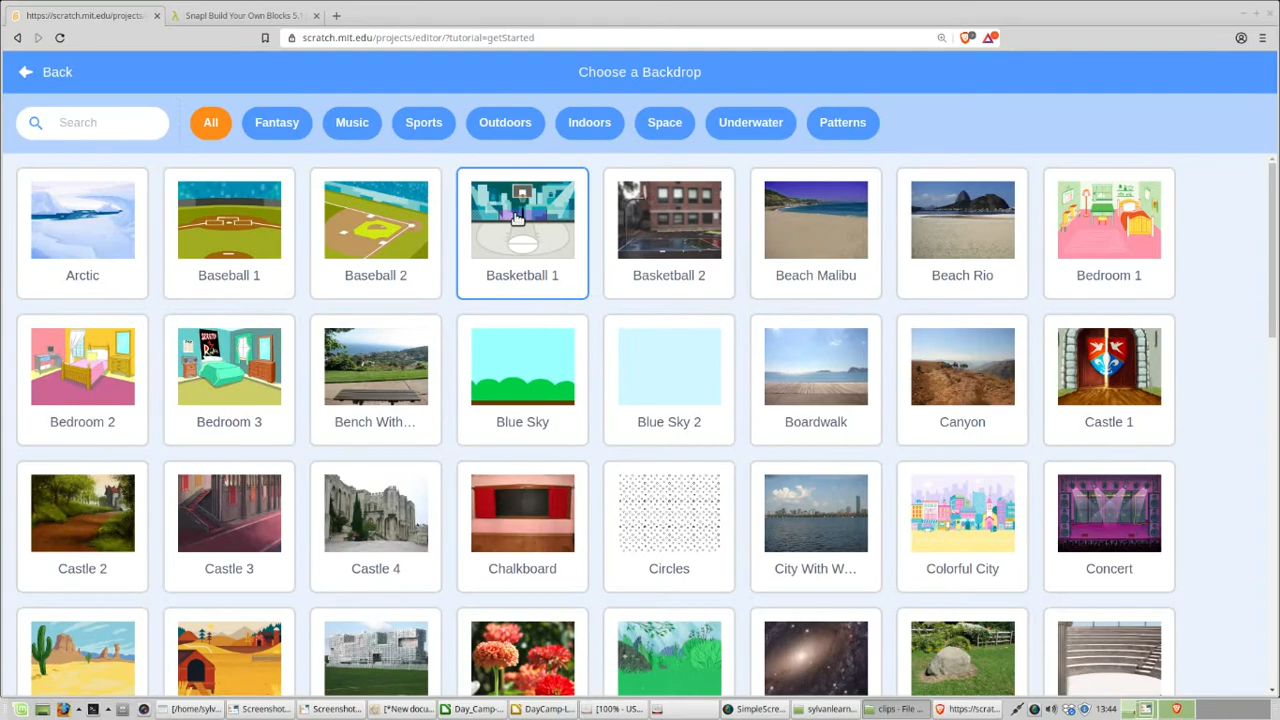 https://scratch.mit.edu/projects
Snap! Build Your Own Blocks 5.1
scratch.mit.edu/projects/editor/?tutorial=getStarted
Back
Choose a Backdrop
Search
All
Fantasy
Music
Sports
Outdoors
Indoors
Space
Underwater
Patterns
Arctic
Baseball 1
Baseball 2
Basketball 1
Basketball 2
Beach Malibu
Beach Rio
Bedroom 1
Bedroom 2
Bedroom 3
Bench With...
Blue Sky
Blue Sky 2
Boardwalk
Canyon
Castle 1
Castle 2
Castle 3
Castle 4
Chalkboard
Circles
City With W...
Colorful City
Concert
[/home/sylv...
Screenshot...
Screenshot...
[*New docu...
Day_Camp-...
DayCamp-L...
[100% - US...
SimpleScre...
sylvanlearn...
clips - File ...
https://scrat...
13:44